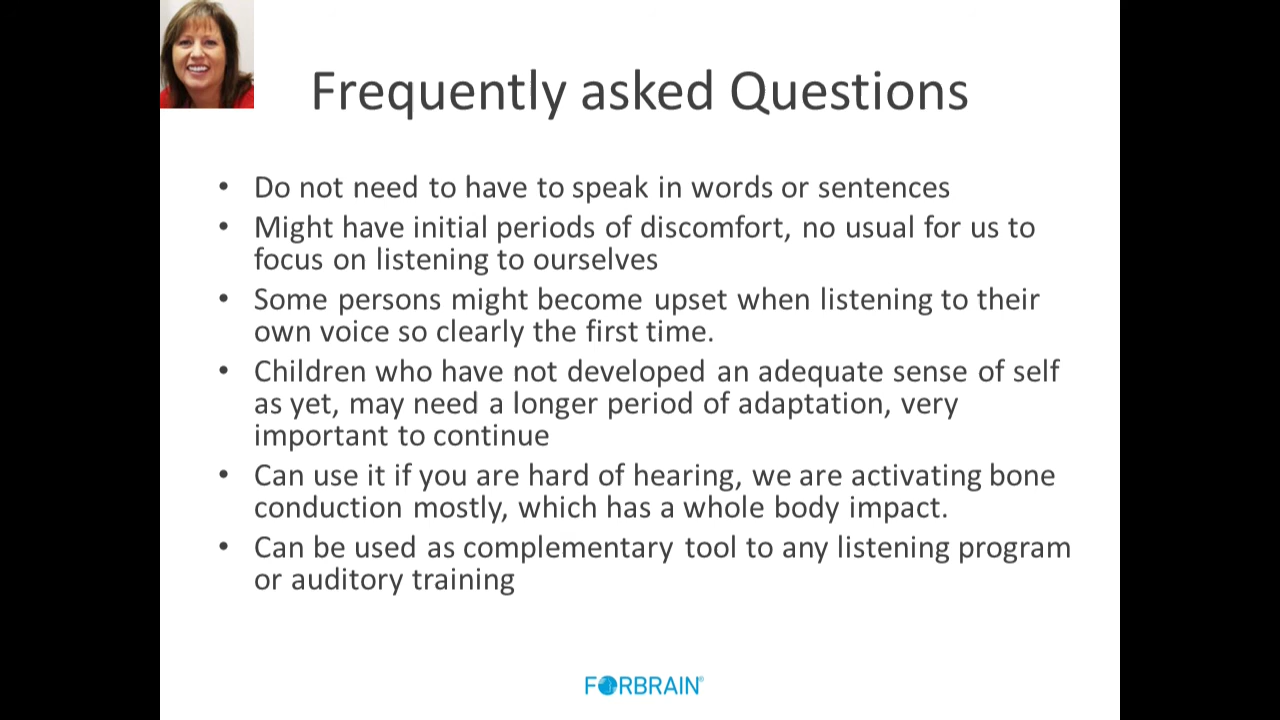 Frequently asked Questions
• Do not need to have to speak in words or sentences
• Might have initial periods of discomfort, no usual for us to
focus on listening to ourselves
• Some persons might become upset when listening to their
own voice so clearly the first time.
• Children who have not developed an adequate sense of self
as yet, may need a longer period of adaptation, very
important to continue
• Can use it if you are hard of hearing, we are activating bone
conduction mostly, which has a whole body impact.
• Can be used as complementary tool to any listening program
or auditory training
FORBRAIN®